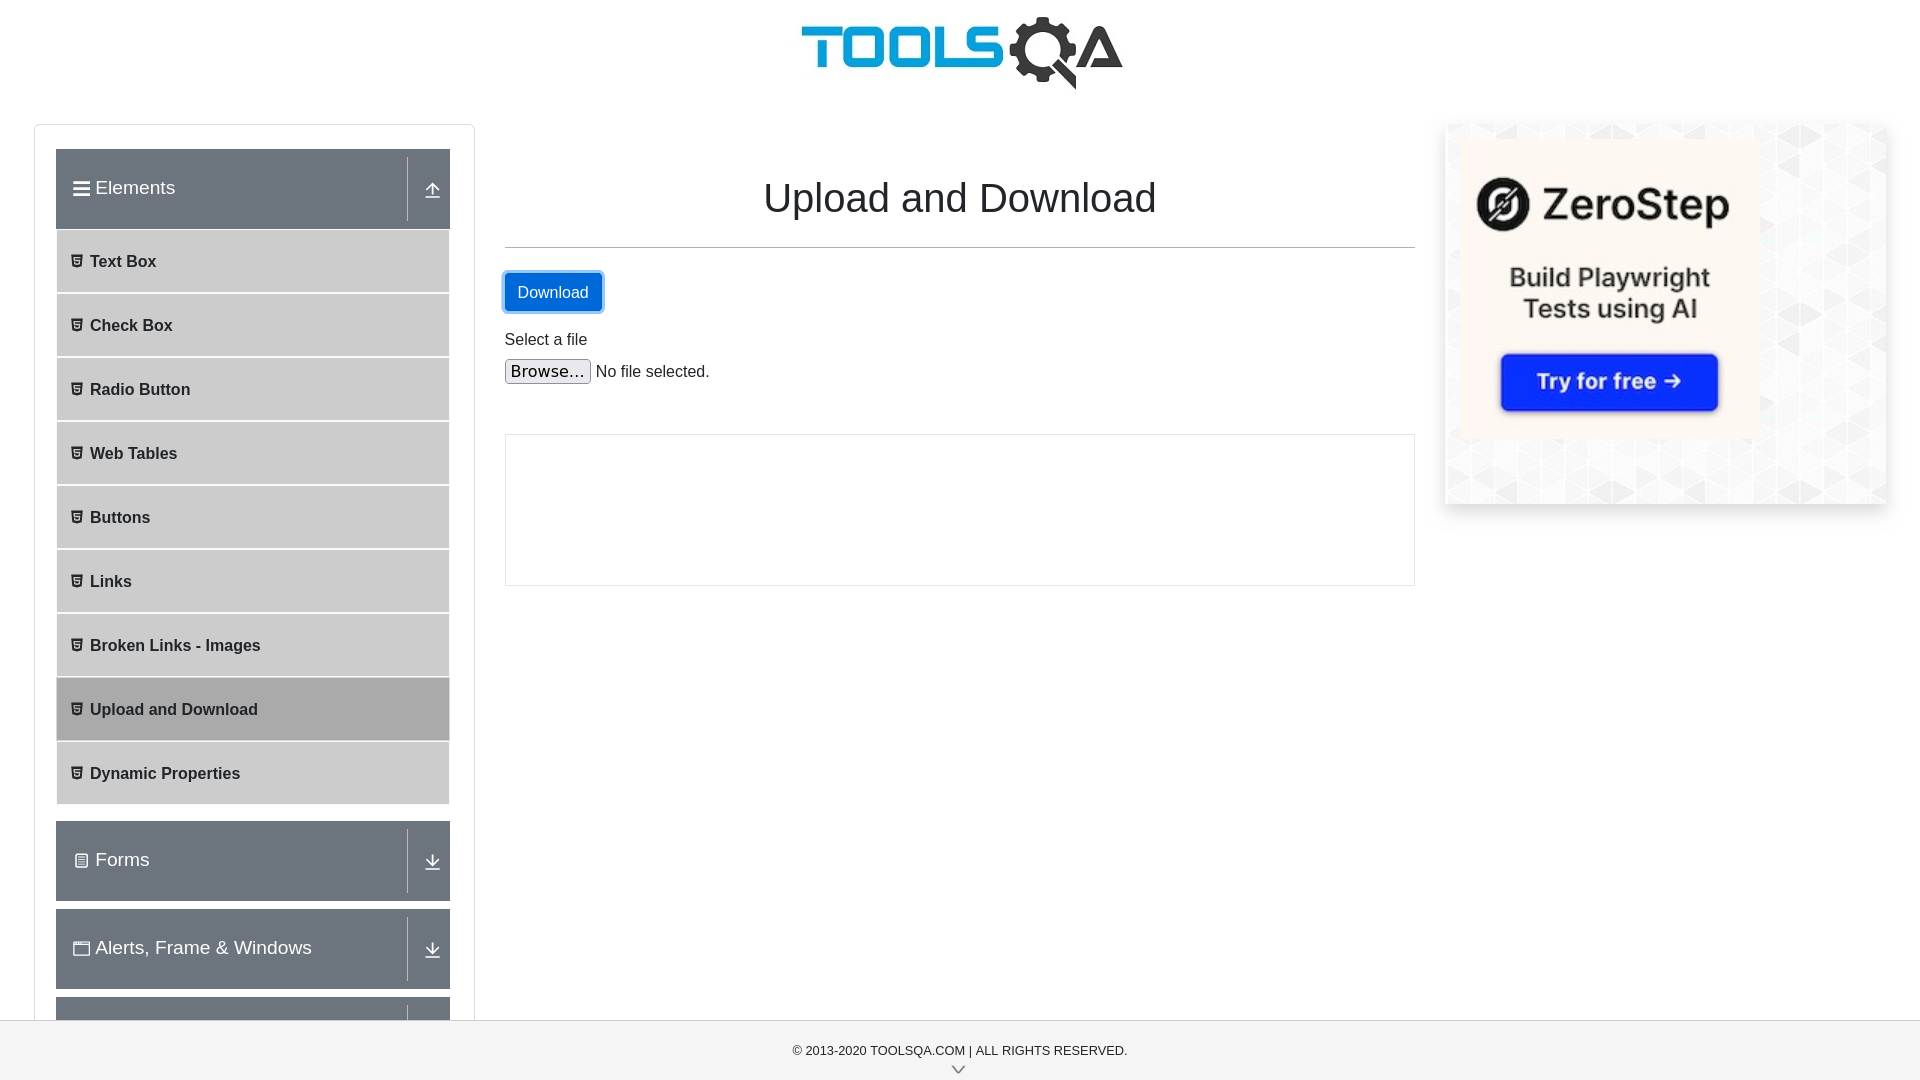 TOOLSQA
Elements
Text Box
Check Box
Radio Button
Web Tables
Buttons
Links
Broken Links - Images
Upload and Download
Dynamic Properties
Forms
Alerts, Frame & Windows
Upload and Download
Download
Select a file
Browse... No file selected.
ZeroStep
Build Playwright
Tests using AI
Try for free →
© 2013-2020 TOOLSQA.COM | ALL RIGHTS RESERVED.